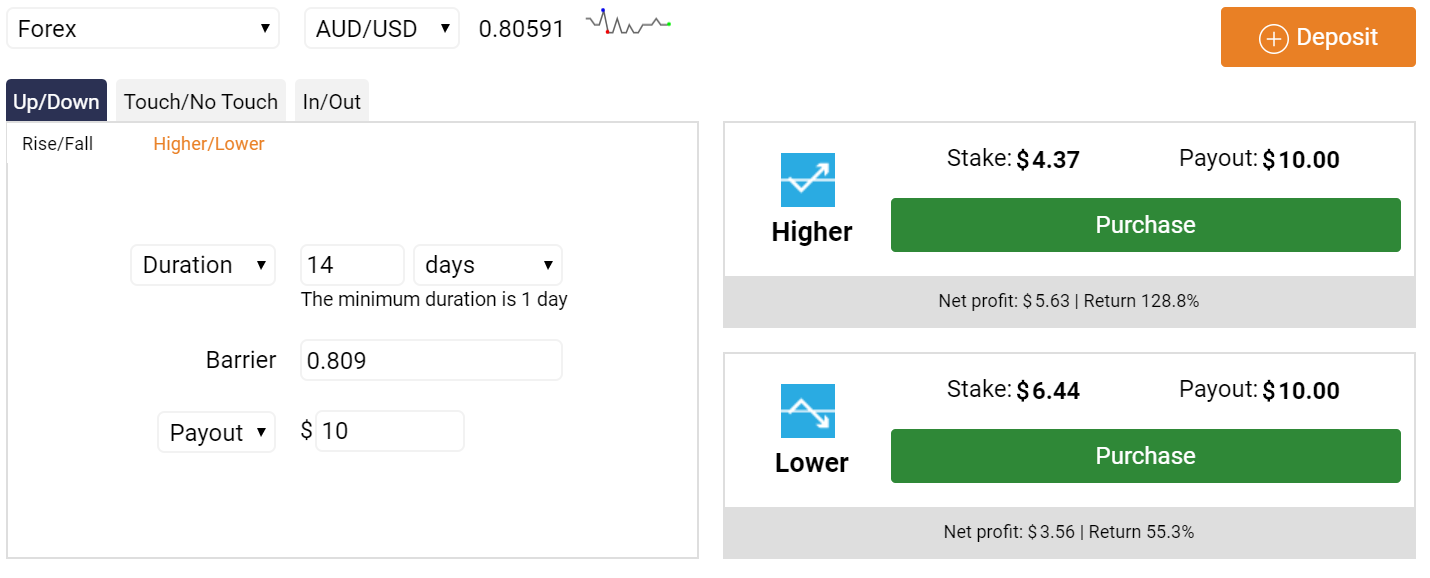 Forex AUD/USD 0.80591
Deposit
Up/Down Touch/No Touch In/Out
Rise/Fall Higher/Lower
Duration 14 days
The minimum duration is 1 day
Barrier 0.809
Payout $ 10
Stake: $ 4.37 Payout: $ 10.00
Higher
Purchase
Net profit: $ 5.63 | Return 128.8%
Stake: $ 6.44 Payout: $ 10.00
Lower
Purchase
Net profit: $ 3.56 | Return 55.3%